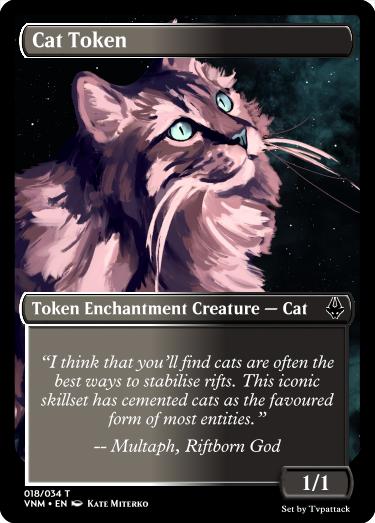 Cat Token
Token Enchantment Creature — Cat
“I think that you’ll find cats are often the
best ways to stabilise rifts. This iconic
skillset has cemented cats as the favoured
form of most entities.”
-- Multaph, Riftborn God
1/1
018/034 T
VNM • EN Kate Miterko
Set by Tvpattack